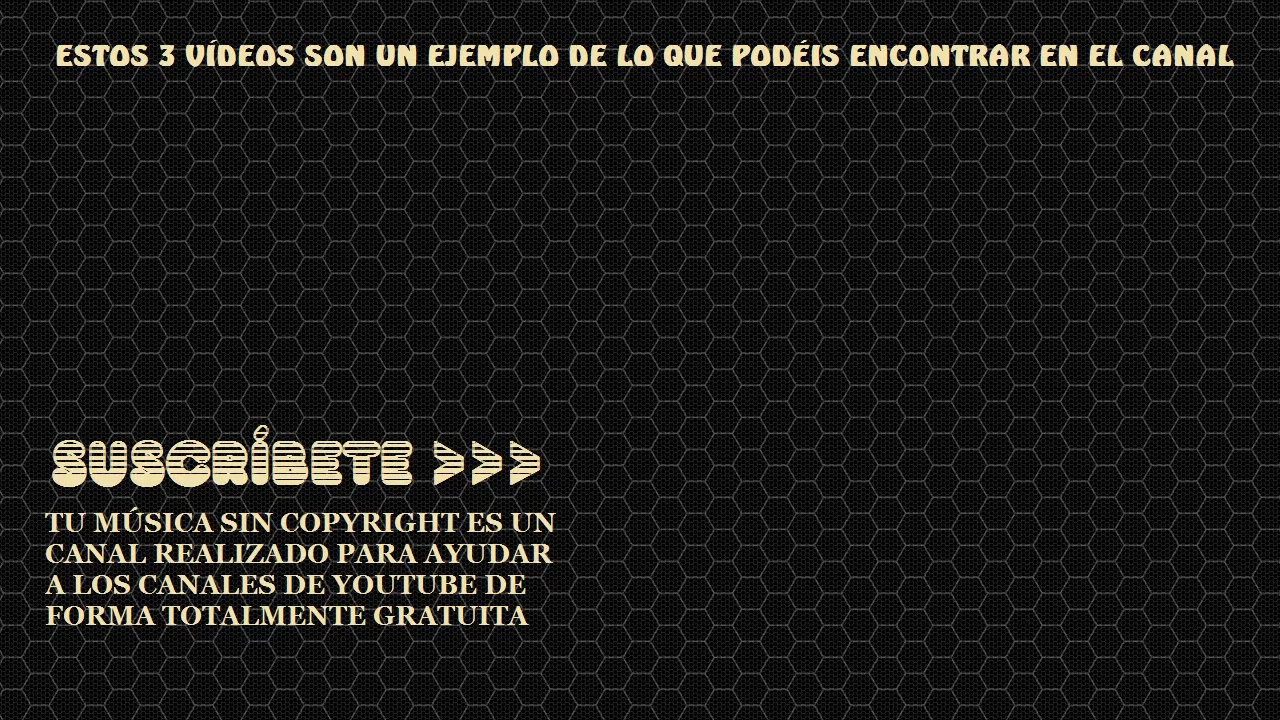 ESTOS 3 VÍDEOS SON UN EJEMPLO DE LO QUE PODÉIS ENCONTRAR EN EL CANAL
SUSCRÍBETE >>>
TU MÚSICA SIN COPYRIGHT ES UN
CANAL REALIZADO PARA AYUDAR
A LOS CANALES DE YOUTUBE DE
FORMA TOTALMENTE GRATUITA